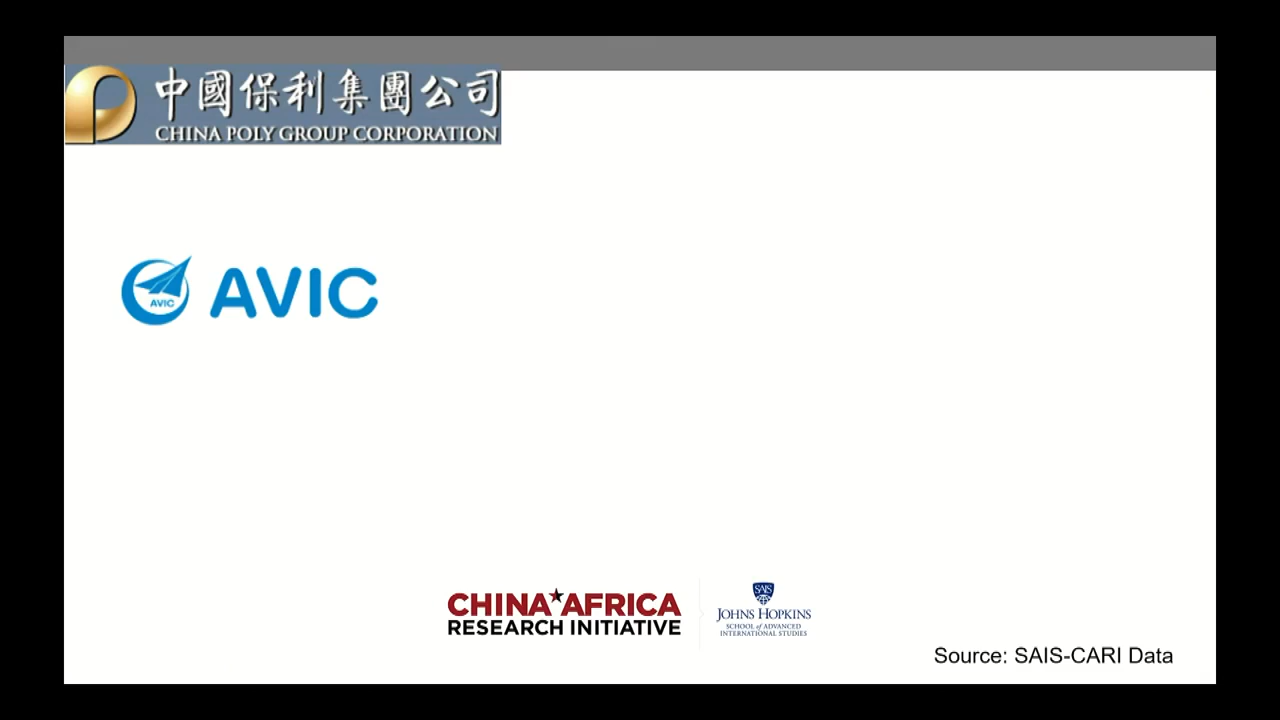 中國保利集團公司
CHINA POLY GROUP CORPORATION
AVIC
AVIC
CHINA★AFRICA
RESEARCH INITIATIVE
SAIS
JOHNS HOPKINS
SCHOOL of ADVANCED
INTERNATIONAL STUDIES
Source: SAIS-CARI Data